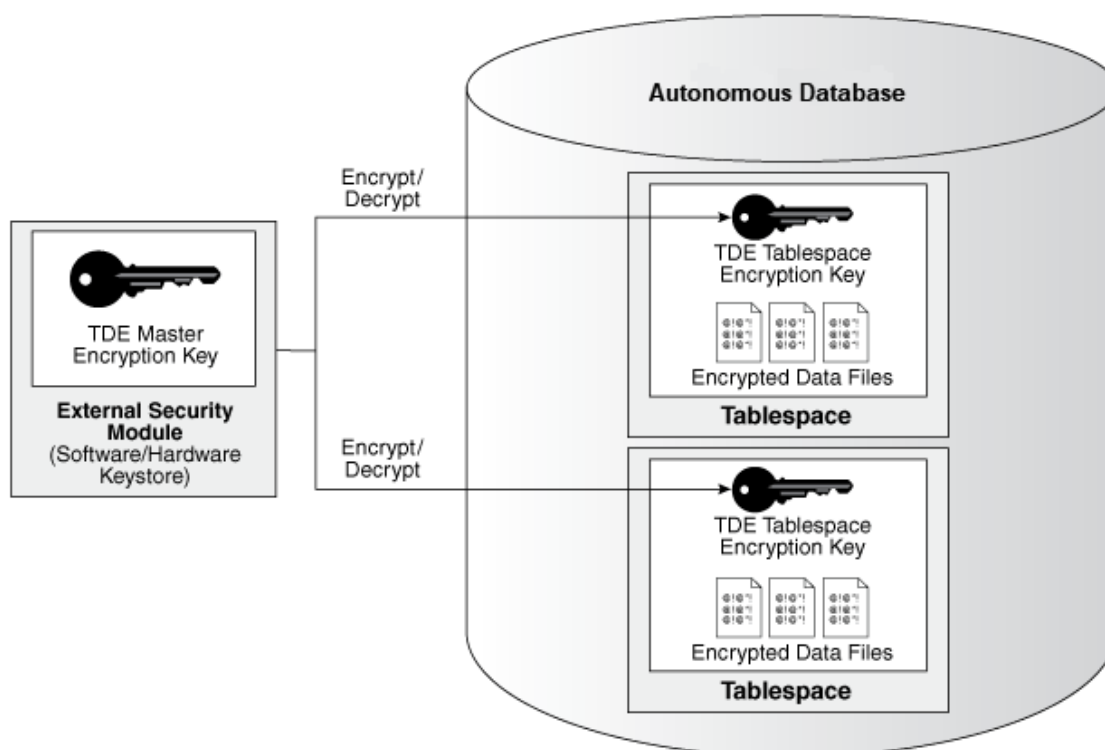 Autonomous Database
Encrypt/
Decrypt
TDE Tablespace
Encryption Key
Encrypted Data Files
Tablespace
TDE Master
Encryption Key
External Security
Module
(Software/Hardware
Keystore)
Encrypt/
Decrypt
TDE Tablespace
Encryption Key
Encrypted Data Files
Tablespace